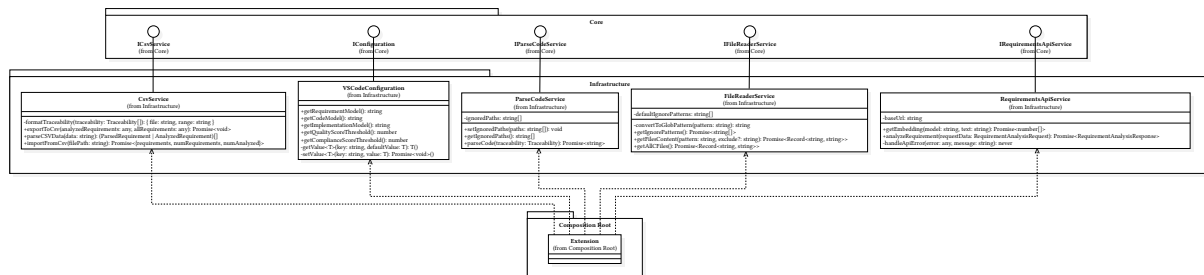 Core
ICsvService
(from Core)
IConfiguration
(from Core)
IParseCodeService
(from Core)
IFileReaderService
(from Core)
IRequirementsApiService
(from Core)
Infrastructure
CsvService
(from Infrastructure)
-formatTraceability(traceability: Traceability[]): { file: string, range: string }
+exportToCsv(analyzedRequirements: any, allRequirements: any): Promise<void>
+parseCSVData(data: string): (ParsedRequirement | AnalyzedRequirement)[]
+importFromCsv(filePath: string): Promise<{requirements, numRequirements, numAnalyzed}>
VSCodeConfiguration
(from Infrastructure)
+getRequirementModel(): string
+getCodeModel(): string
+getImplementationModel(): string
+getQualityScoreThreshold(): number
+getComplianceScoreThreshold(): number
-getValue<T>(key: string, defaultValue: T): T()
-setValue<T>(key: string, value: T): Promise<void>()
ParseCodeService
(from Infrastructure)
-ignoredPaths: string[]
+setIgnoredPaths(paths: string[]): void
+getIgnoredPaths(): string[]
+parseCode(traceability: Traceability): Promise<string>
FileReaderService
(from Infrastructure)
-defaultIgnorePatterns: string[]
-convertToGlobPattern(pattern: string): string
+getIgnorePatterns(): Promise<string[]>
+getFilesContent(pattern: string, exclude?: string): Promise<Record<string, string>>
+getAllCFiles(): Promise<Record<string, string>>
RequirementsApiService
(from Infrastructure)
-baseUrl: string
+getEmbedding(model: string, text: string): Promise<number[]>
+analyzeRequirement(requestData: RequirementAnalysisRequest): Promise<RequirementAnalysisResponse>
-handleApiError(error: any, message: string): never
Composition Root
Extension
(from Composition Root)